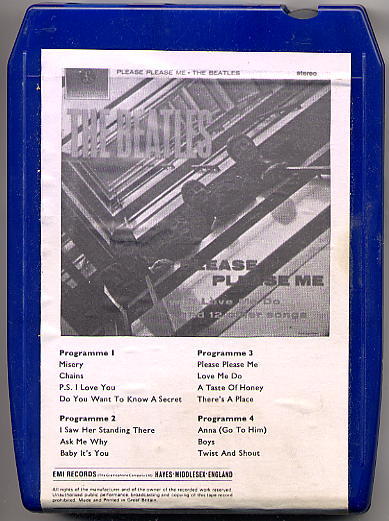 PLEASE PLEASE ME • THE BEATLES stereo
THE BEATLES
PLEASE
PLEASE ME
with Love Me Do
and 12 other songs
Programme 1
Misery
Chains
P.S. I Love You
Do You Want To Know A Secret
Programme 2
I Saw Her Standing There
Ask Me Why
Baby It's You
Programme 3
Please Please Me
Love Me Do
A Taste Of Honey
There's A Place
Programme 4
Anna (Go To Him)
Boys
Twist And Shout
EMI RECORDS (The Gramophone Company Ltd) HAYES • MIDDLESEX • ENGLAND
All rights of the manufacturer and of the owner of the recorded work reserved
Unauthorised public performance, broadcasting and copying of this tape record
prohibited. Made and Printed in Great Britain.